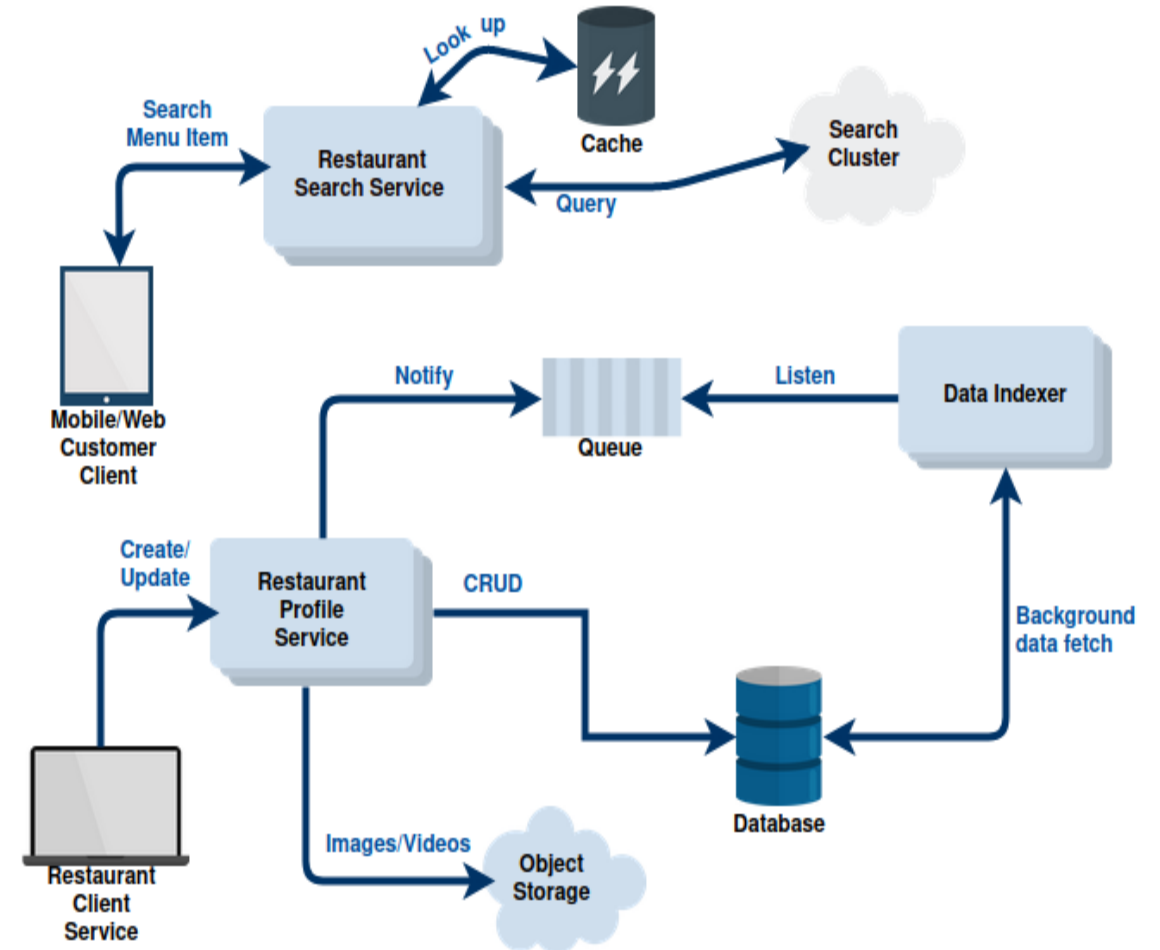 Look up
Cache
Search
Menu Item
Restaurant
Search Service
Search
Cluster
Query
Mobile/Web
Customer
Client
Notify
Queue
Listen
Data Indexer
Create/
Update
Restaurant
Profile
Service
CRUD
Background
data fetch
Database
Images/Videos
Object
Storage
Restaurant
Client
Service